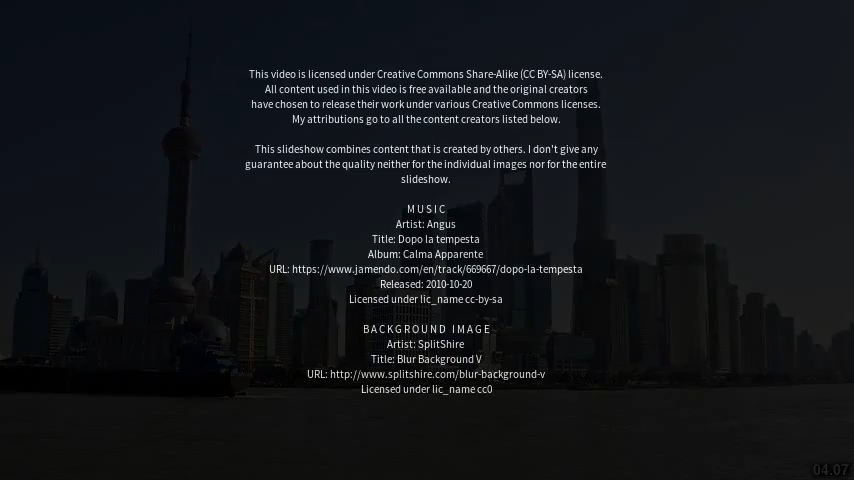 This video is licensed under Creative Commons Share-Alike (CC BY-SA) license.
All content used in this video is free available and the original creators
have chosen to release their work under various Creative Commons licenses.
My attributions go to all the content creators listed below.
This slideshow combines content that is created by others. I don't give any
guarantee about the quality neither for the individual images nor for the entire
slideshow.
MUSIC
Artist: Angus
Title: Dopo la tempesta
Album: Calma Apparente
URL: https://www.jamendo.com/en/track/669667/dopo-la-tempesta
Released: 2010-10-20
Licensed under lic_name cc-by-sa
BACKGROUND IMAGE
Artist: SplitShire
Title: Blur Background V
URL: http://www.splitshire.com/blur-background-v
Licensed under lic_name cc0
04.07